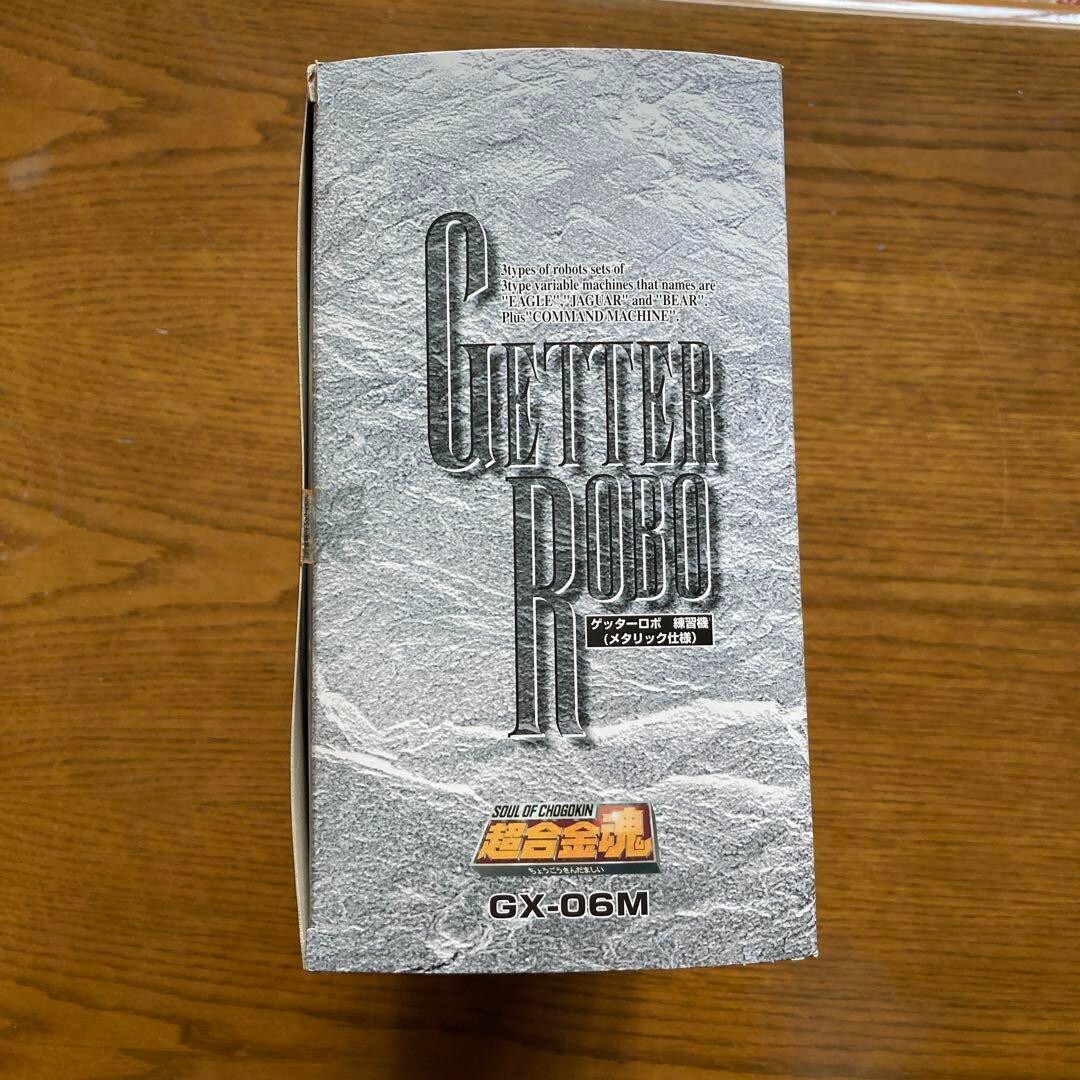 3types of robots sets of
3type variable machines that names are
"EAGLE","JAGUAR" and "BEAR".
Plus"COMMAND MACHINE".
GETTER
ROBO
ゲッターロボ 練習機
(メタリック仕様)
SOUL OF CHOGOKIN
超合金魂
ちょうごうきんだましい
GX-06M